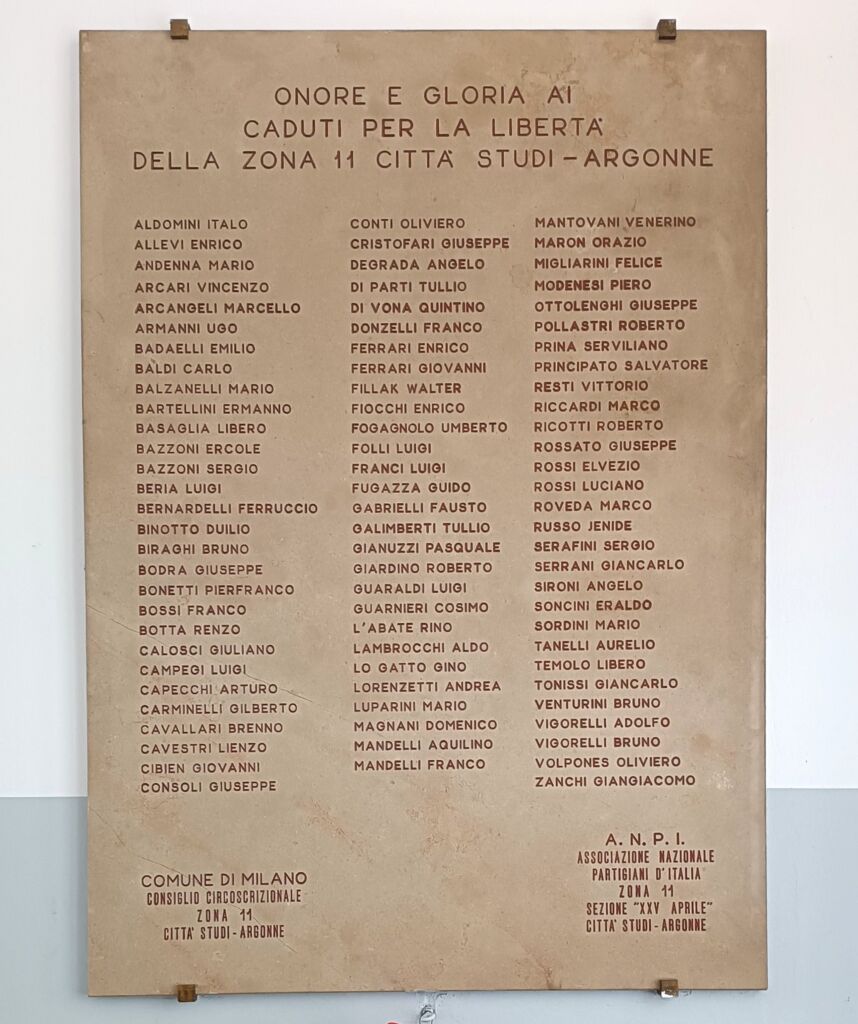 ONORE E GLORIA AI
CADUTI PER LA LIBERTA'
DELLA ZONA 11 CITTA' STUDI – ARGONNE
ALDOMINI ITALO
ALLEVI ENRICO
ANDENNA MARIO
ARCARI VINCENZO
ARCANGELI MARCELLO
ARMANNI UGO
BADAELLI EMILIO
BALDI CARLO
BALZANELLI MARIO
BARTELLINI ERMANNO
BASAGLIA LIBERO
BAZZONI ERCOLE
BAZZONI SERGIO
BERIA LUIGI
BERNARDELLI FERRUCCIO
BINOTTO DUILIO
BIRAGHI BRUNO
BODRA GIUSEPPE
BONETTI PIERFRANCO
BOSSI FRANCO
BOTTA RENZO
CALOSCI GIULIANO
CAMPEGI LUIGI
CAPECCHI ARTURO
CARMINELLI GILBERTO
CAVALLARI BRENNO
CAVESTRI LIENZO
CIBIEN GIOVANNI
CONSOLI GIUSEPPE
CONTI OLIVIERO
CRISTOFARI GIUSEPPE
DEGRADA ANGELO
DI PARTI TULLIO
DI VONA QUINTINO
DONZELLI FRANCO
FERRARI ENRICO
FERRARI GIOVANNI
FILLAK WALTER
FIOCCHI ENRICO
FOGAGNOLO UMBERTO
FOLLI LUIGI
FRANCI LUIGI
FUGAZZA GUIDO
GABRIELLI FAUSTO
GALIMBERTI TULLIO
GIANUZZI PASQUALE
GIARDINO ROBERTO
GUARALDI LUIGI
GUARNIERI COSIMO
L'ABATE RINO
LAMBROCCHI ALDO
LO GATTO GINO
LORENZETTI ANDREA
LUPARINI MARIO
MAGNANI DOMENICO
MANDELLI AQUILINO
MANDELLI FRANCO
MANTOVANI VENERINO
MARON ORAZIO
MIGLIARINI FELICE
MODENESI PIERO
OTTOLENGHI GIUSEPPE
POLLASTRI ROBERTO
PRINA SERVILIANO
PRINCIPATO SALVATORE
RESTI VITTORIO
RICCARDI MARCO
RICOTTI ROBERTO
ROSSATO GIUSEPPE
ROSSI ELVEZIO
ROSSI LUCIANO
ROVEDA MARCO
RUSSO JENIDE
SERAFINI SERGIO
SERRANI GIANCARLO
SIRONI ANGELO
SONCINI ERALDO
SORDINI MARIO
TANELLI AURELIO
TEMOLO LIBERO
TONISSI GIANCARLO
VENTURINI BRUNO
VIGORELLI ADOLFO
VIGORELLI BRUNO
VOLPONES OLIVIERO
ZANCHI GIANGIACOMO
COMUNE DI MILANO
CONSIGLIO CIRCOSCRIZIONALE
ZONA 11
CITTA' STUDI - ARGONNE
A. N. P. I.
ASSOCIAZIONE NAZIONALE
PARTIGIANI D'ITALIA
ZONA 11
SEZIONE "XXV APRILE"
CITTA' STUDI - ARGONNE